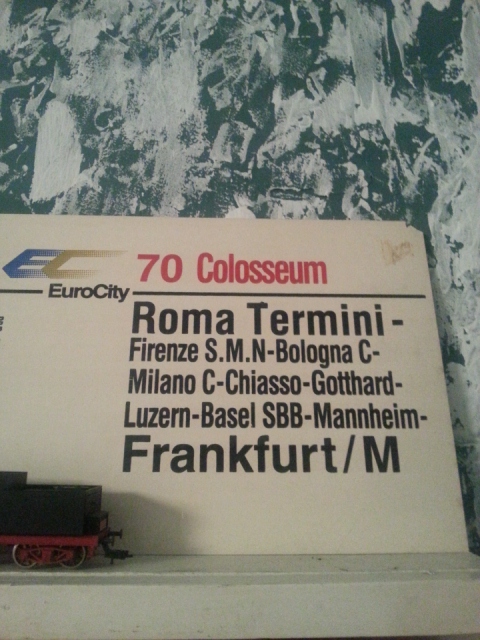 EC 70 Colosseum
EuroCity
Roma Termini-
Firenze S.M.N-Bologna C-
Milano C-Chiasso-Gotthard-
Luzern-Basel SBB-Mannheim-
Frankfurt/M